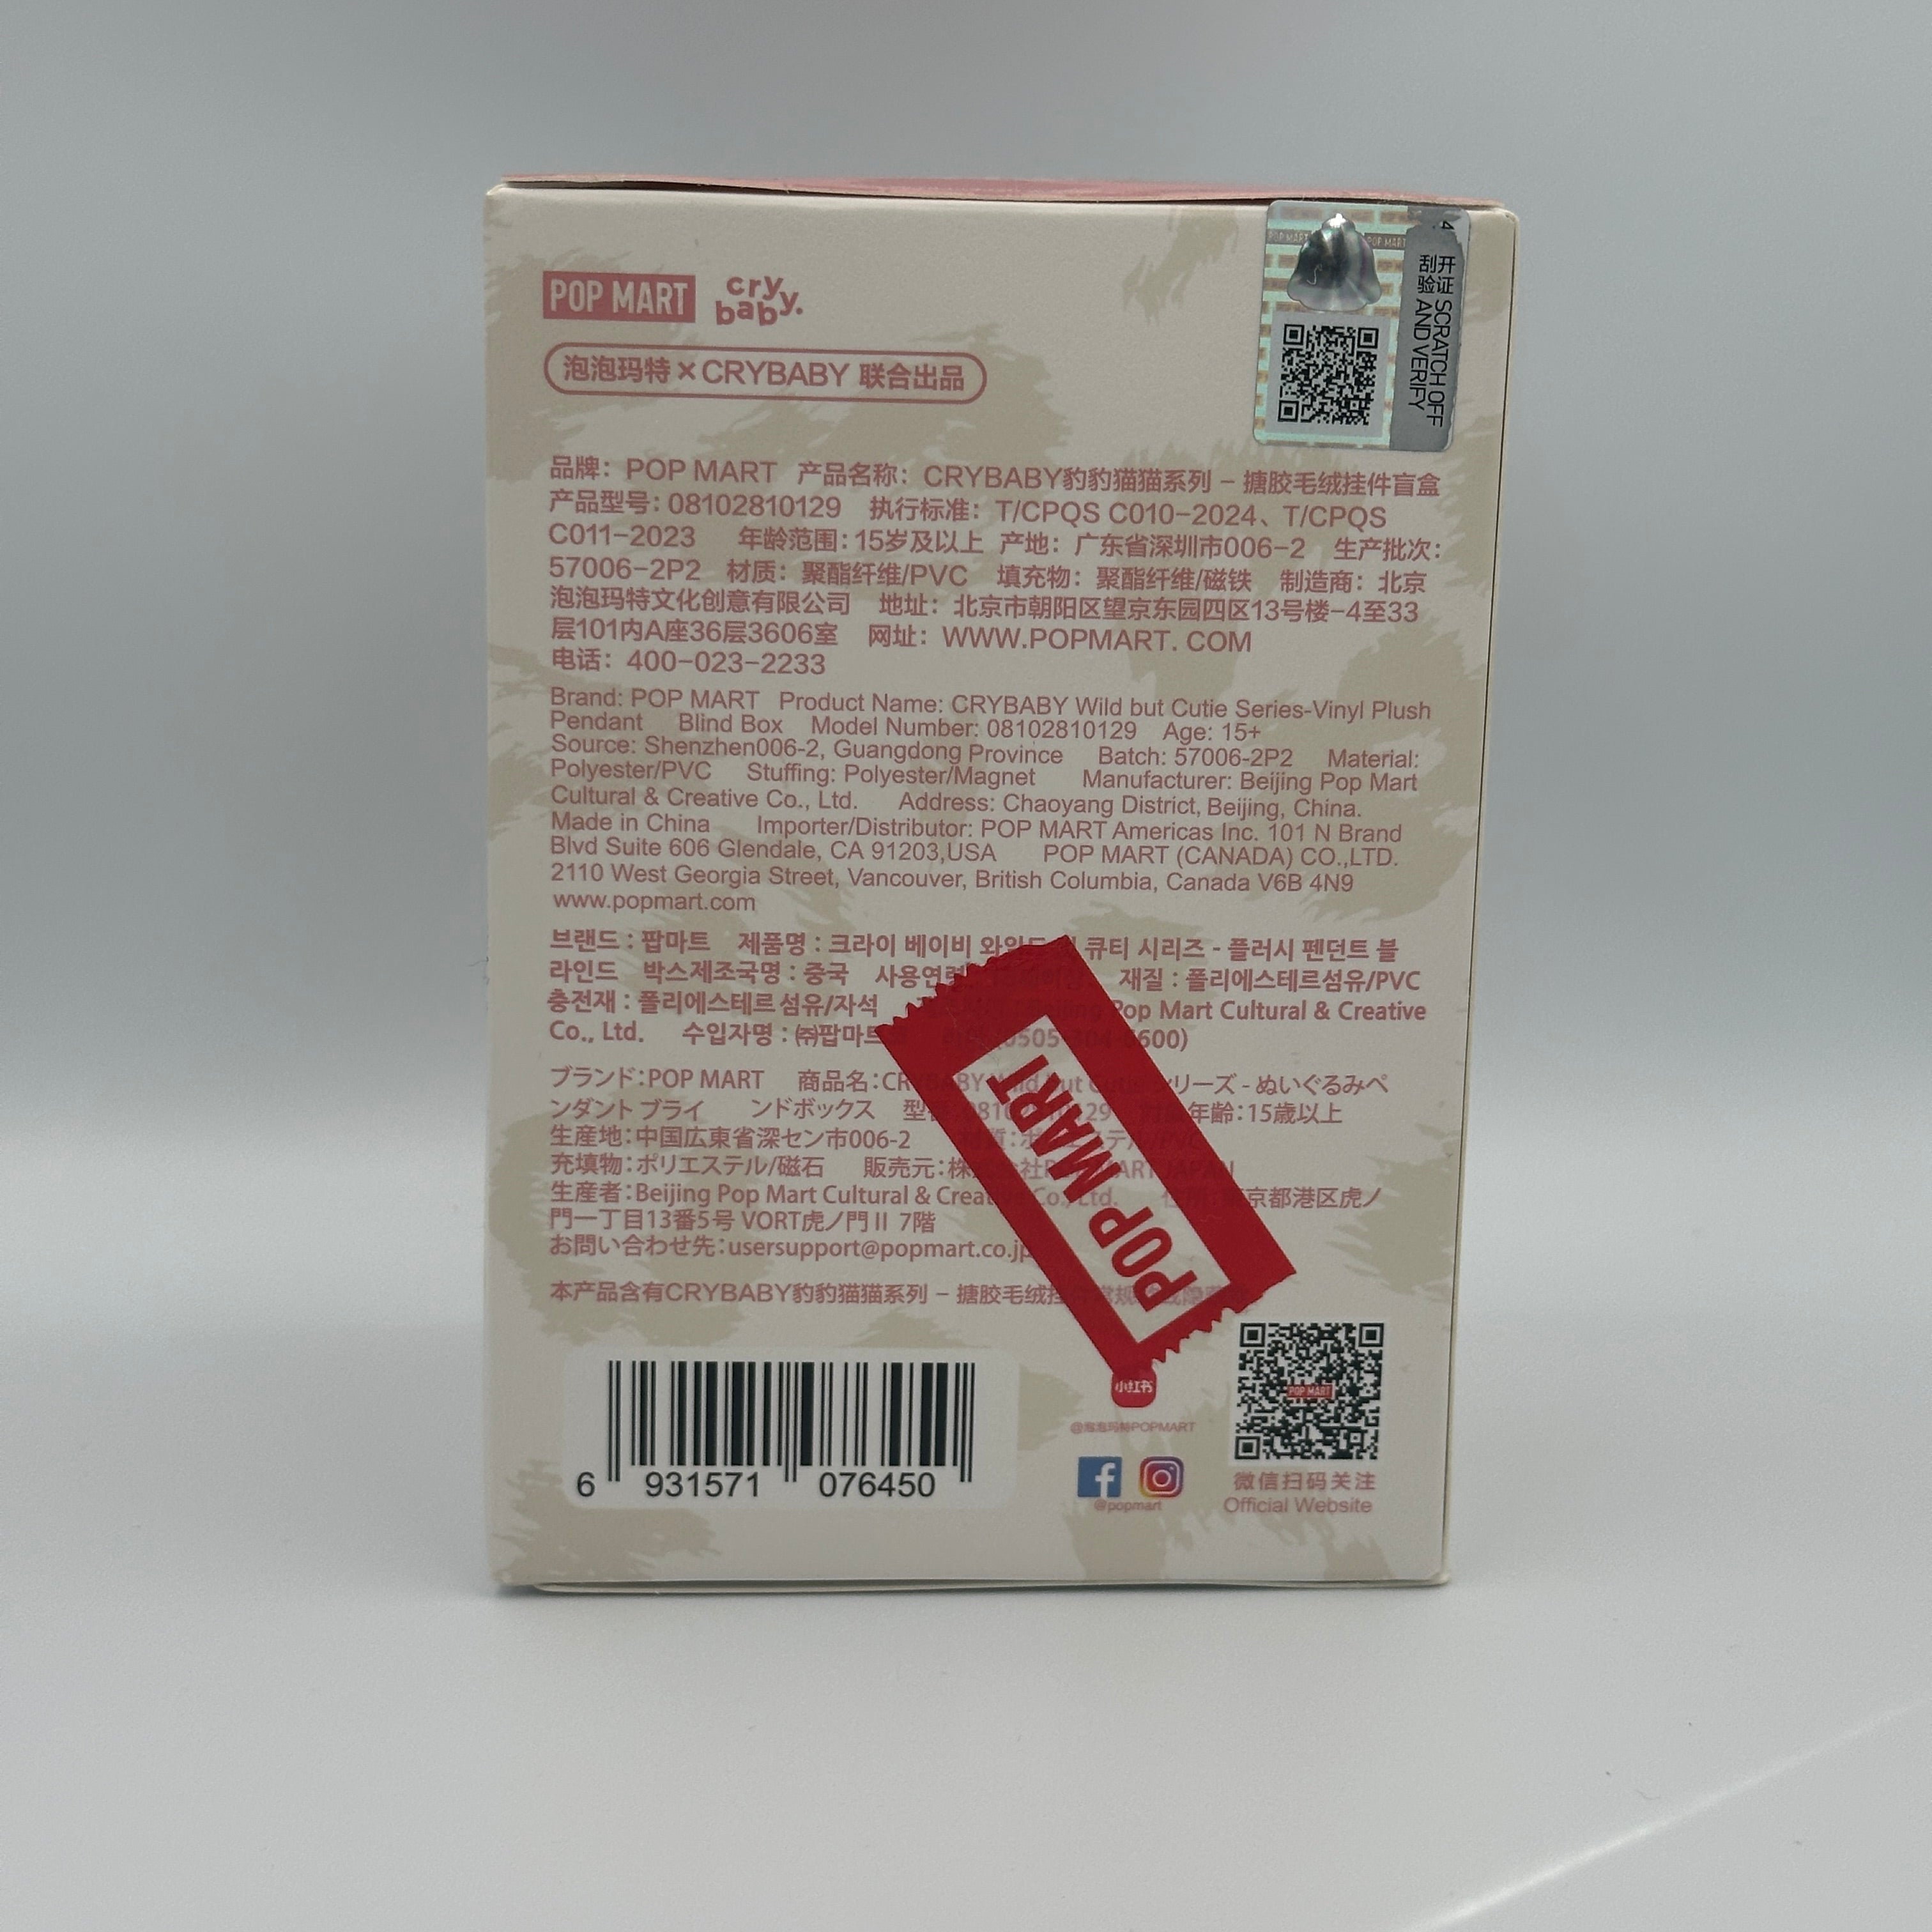 POP MART
cry baby.
泡泡玛特×CRYBABY 联合出品
POP MART POP MART
刮开验证 SCRATCH OFF AND VERIFY
品牌：POP MART 产品名称：CRYBABY豹豹猫猫系列－搪胶毛绒挂件盲盒
产品型号：08102810129 执行标准：T/CPQS C010-2024、T/CPQS
C011-2023 年龄范围：15岁及以上 产地：广东省深圳市006-2 生产批次：
57006-2P2 材质：聚酯纤维/PVC 填充物：聚酯纤维/磁铁 制造商：北京
泡泡玛特文化创意有限公司 地址：北京市朝阳区望京东园四区13号楼-4至33
层101内A座36层3606室 网址：WWW.POPMART. COM
电话：400-023-2233
Brand: POP MART Product Name: CRYBABY Wild but Cutie Series-Vinyl Plush
Pendant Blind Box Model Number: 08102810129 Age: 15+
Source: Shenzhen006-2, Guangdong Province Batch: 57006-2P2 Material:
Polyester/PVC Stuffing: Polyester/Magnet Manufacturer: Beijing Pop Mart
Cultural & Creative Co., Ltd. Address: Chaoyang District, Beijing, China.
Made in China Importer/Distributor: POP MART Americas Inc. 101 N Brand
Blvd Suite 606 Glendale, CA 91203,USA POP MART (CANADA) CO.,LTD.
2110 West Georgia Street, Vancouver, British Columbia, Canada V6B 4N9
www.popmart.com
브랜드 : 팝마트 제품명 : 크라이 베이비 큐티 시리즈 - 플러시 펜던트 블
라인드 박스제조국명 : 중국 재질 : 폴리에스테르섬유/PVC
충전재 : 폴리에스테르 섬유/자석 Beijing Pop Mart Cultural & Creative
Co., Ltd. 수입자명 : ㈜팝마트
ブランド：POP MART 商品名：CRYBABY Wild but Cutie シリーズ - ぬいぐるみペ
ンダント ブライ ンドボックス 年齢：15歳以上
生産地：中国広東省深セン市006-2
充填物：ポリエステル/磁石 販売元：
生産者：Beijing Pop Mart Cultural & Creative Co., Ltd. 東京都港区虎ノ
門一丁目13番5号 VORT虎ノ門Ⅱ 7階
お問い合わせ先：usersupport@popmart.co.jp
本产品含有CRYBABY豹豹猫猫系列－搪胶毛绒
POP MART
小红书
@泡泡玛特POPMART
@popmart
POP MART
微信扫码关注
Official Website
6 931571 076450